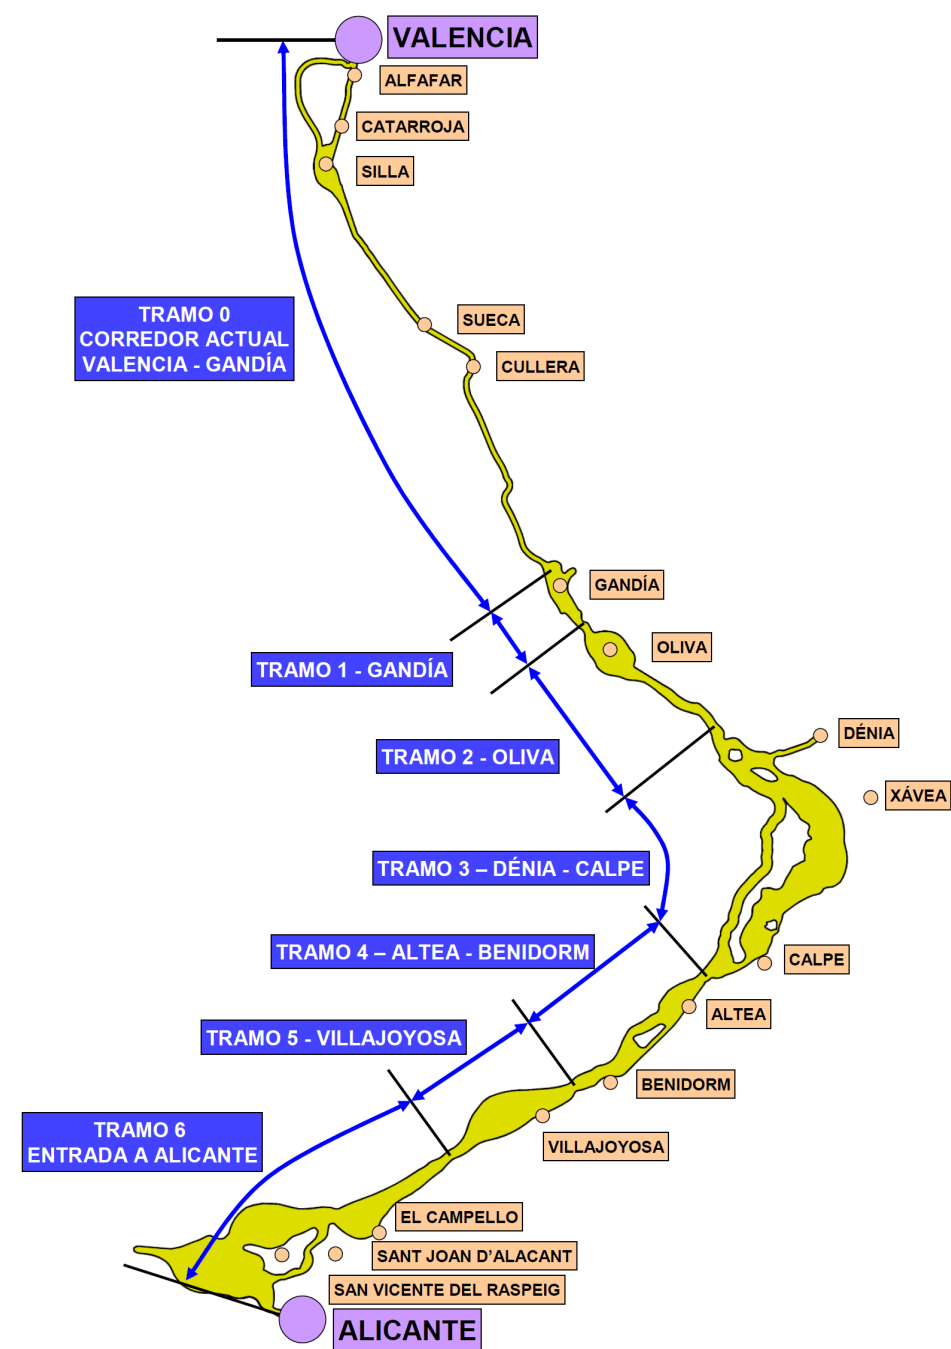 VALENCIA
ALFAFAR
CATARROJA
SILLA
TRAMO 0
CORREDOR ACTUAL
VALENCIA - GANDÍA
SUECA
CULLERA
GANDÍA
OLIVA
TRAMO 1 - GANDÍA
DÉNIA
TRAMO 2 - OLIVA
XÁVEA
TRAMO 3 – DÉNIA - CALPE
TRAMO 4 – ALTEA - BENIDORM
CALPE
ALTEA
TRAMO 5 - VILLAJOYOSA
BENIDORM
TRAMO 6
ENTRADA A ALICANTE
VILLAJOYOSA
EL CAMPELLO
SANT JOAN D'ALACANT
SAN VICENTE DEL RASPEIG
ALICANTE